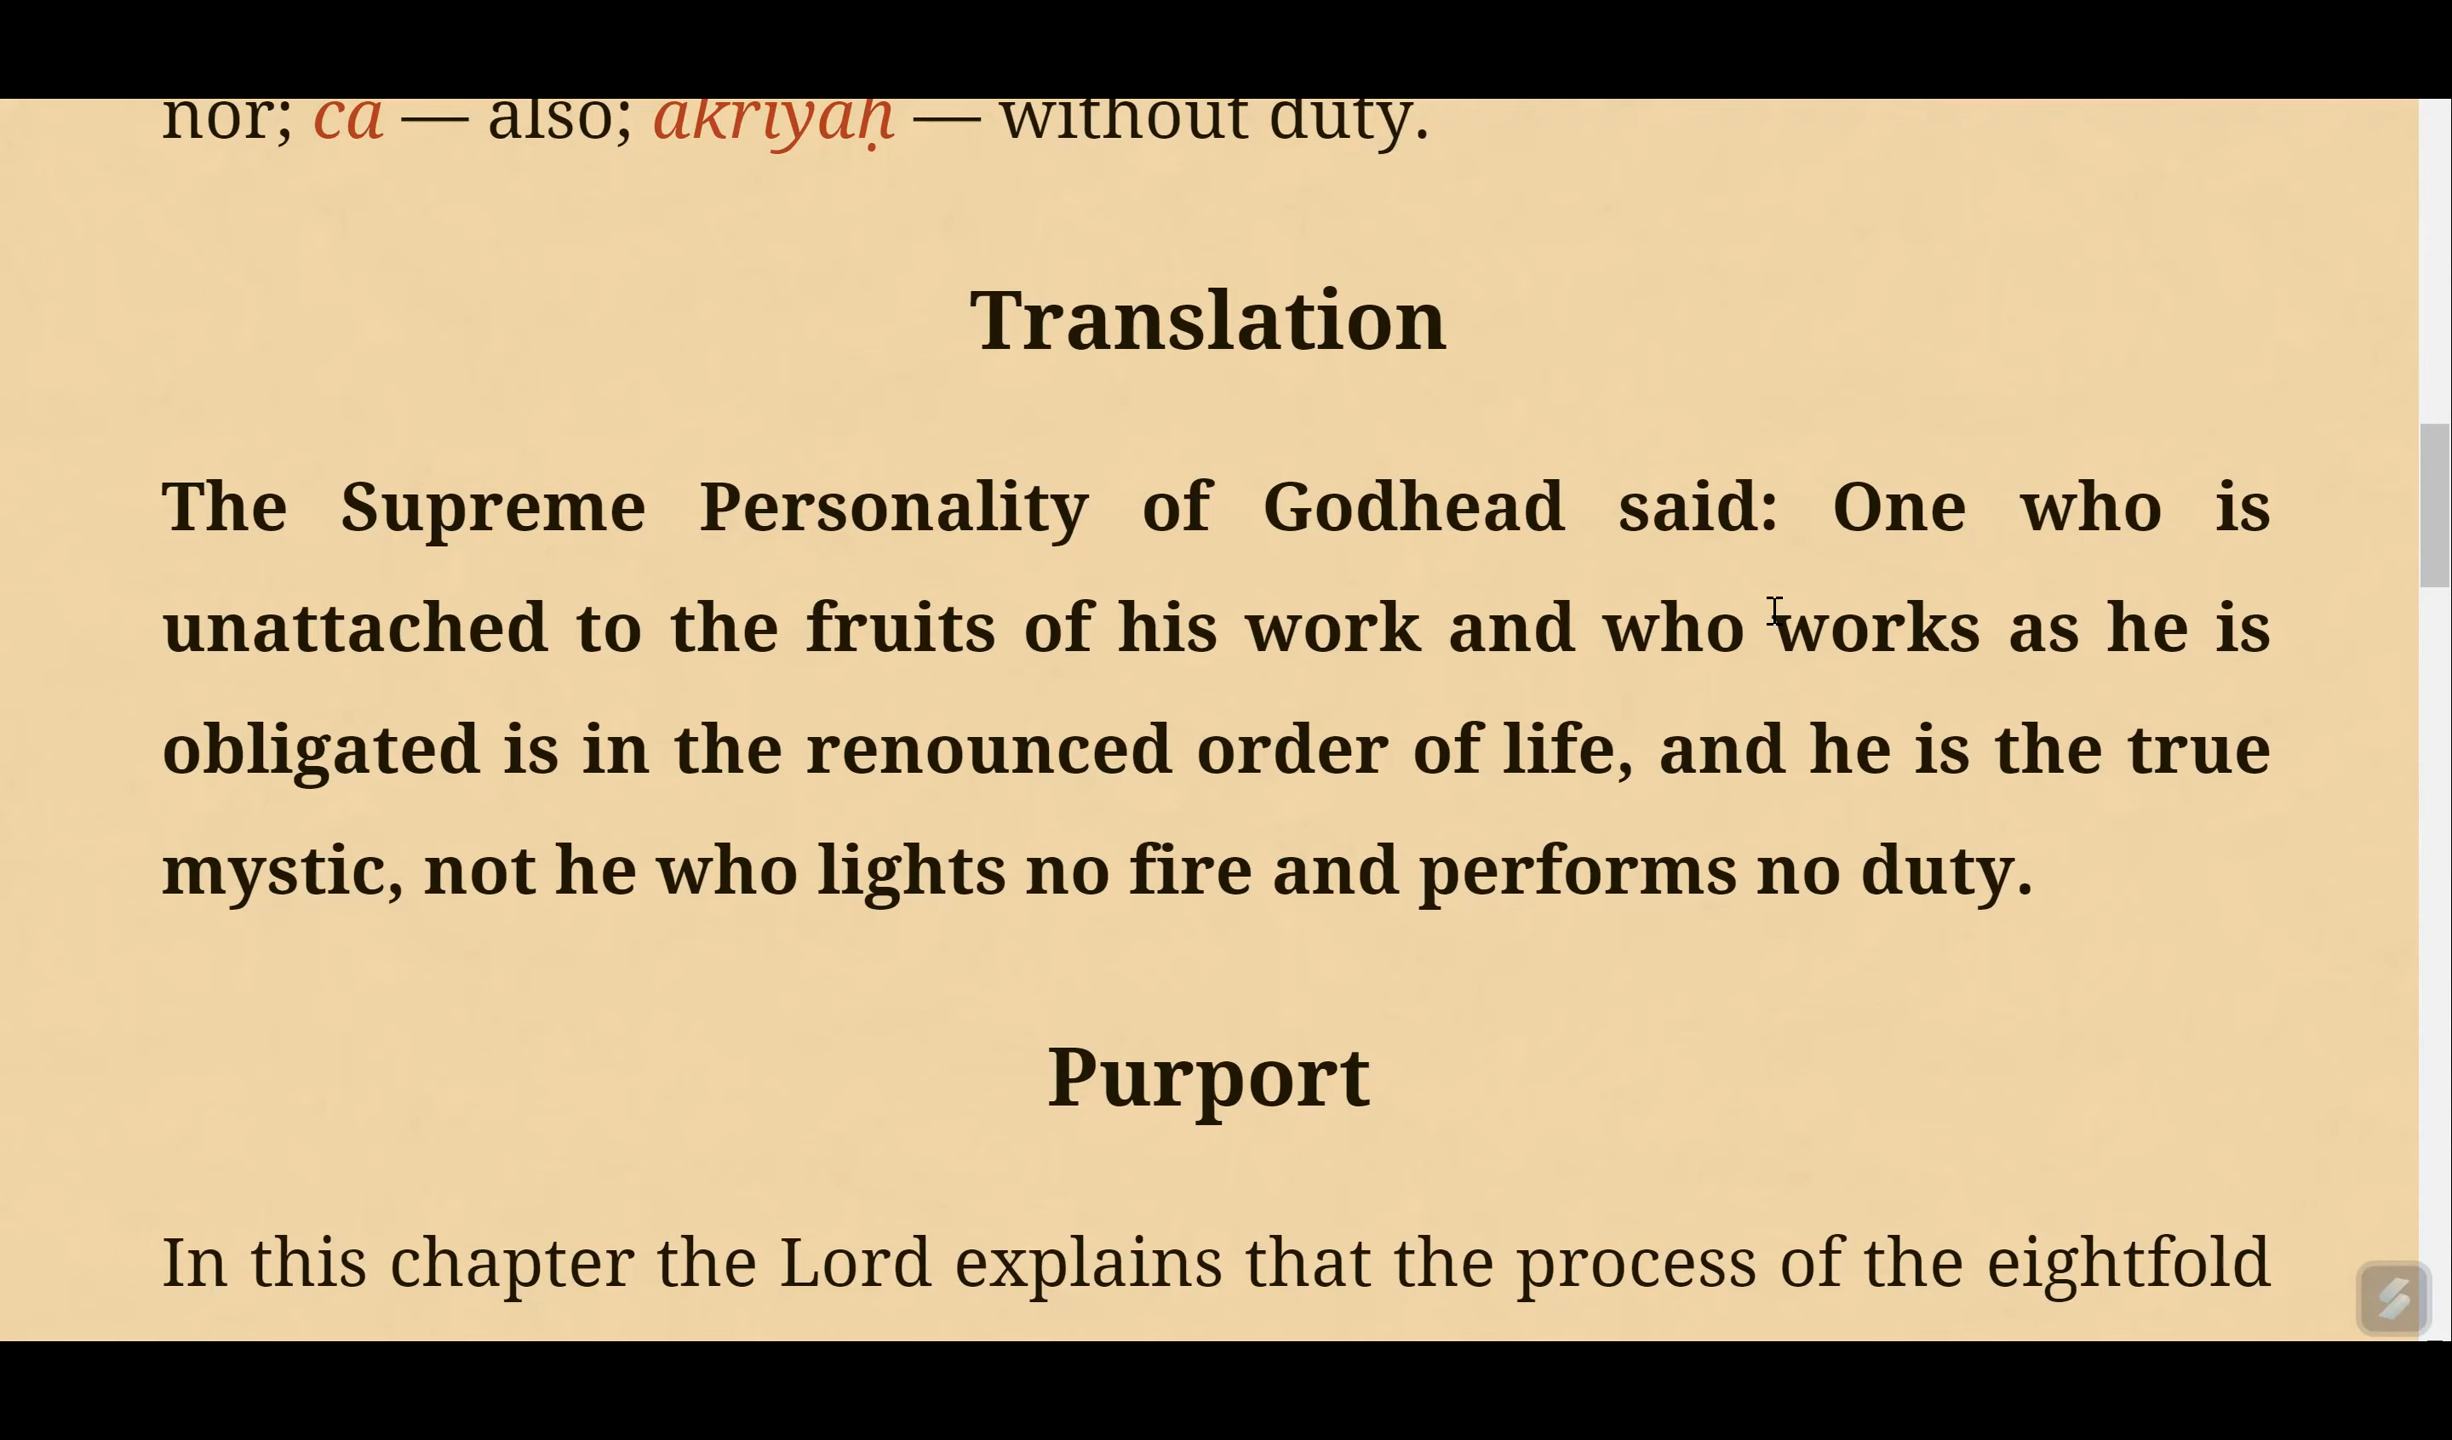 nor; ca — also; akriyaḥ — without duty.
Translation
The Supreme Personality of Godhead said: One who is
unattached to the fruits of his work and who works as he is
obligated is in the renounced order of life, and he is the true
mystic, not he who lights no fire and performs no duty.
Purport
In this chapter the Lord explains that the process of the eightfold